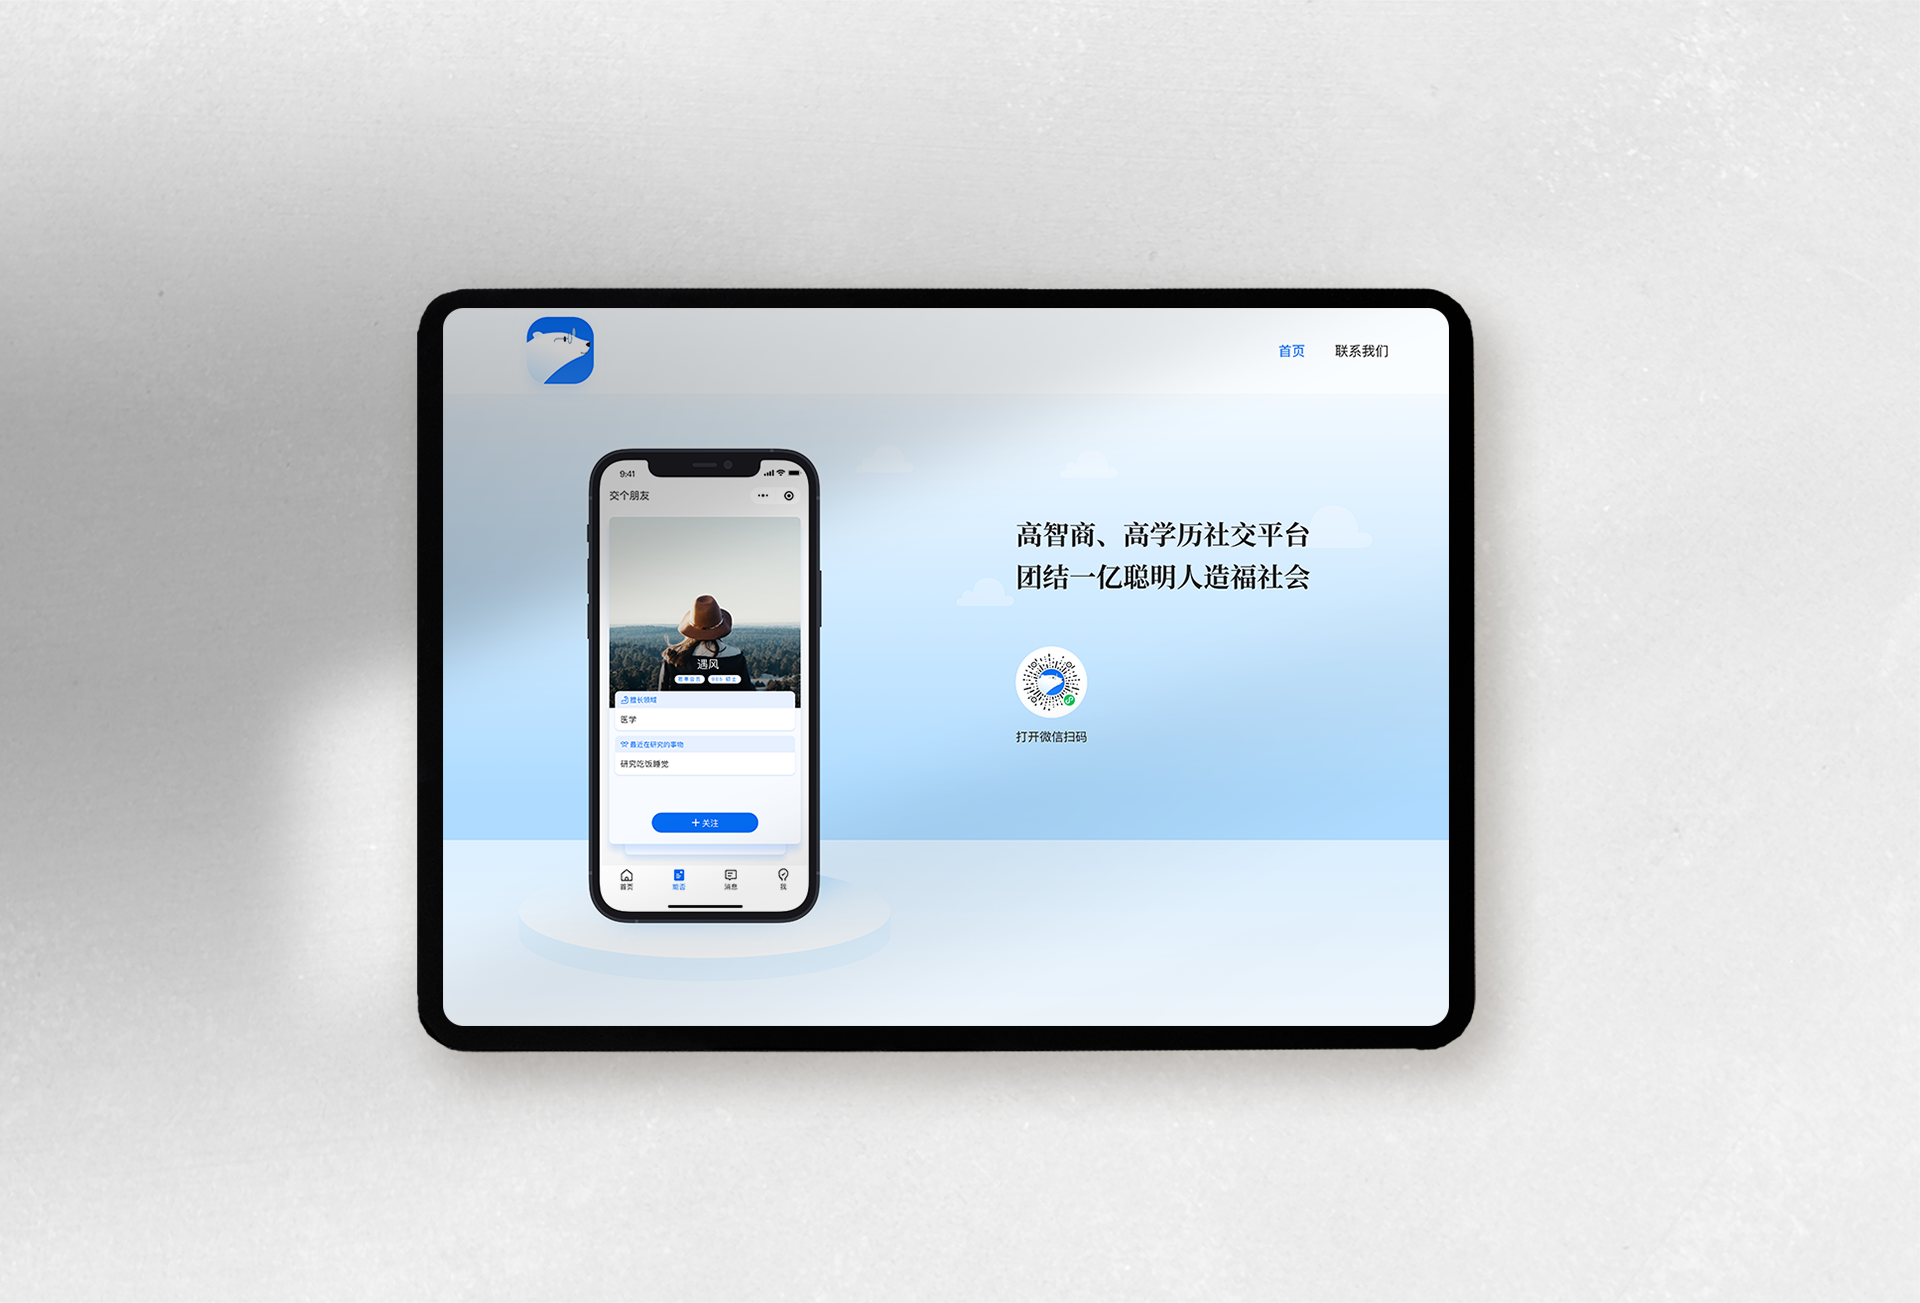 首页 联系我们
9:41
交个朋友
遇风
擅长领域
医学
最近在研究的事物
研究吃饭睡觉
+ 关注
首页 能否 消息 我
高智商、高学历社交平台
团结一亿聪明人造福社会
打开微信扫码